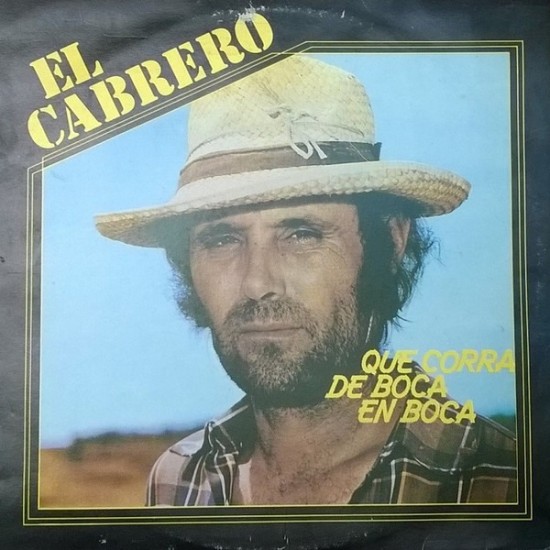 EL
CABRERO
QUE CORRA
DE BOCA
EN BOCA